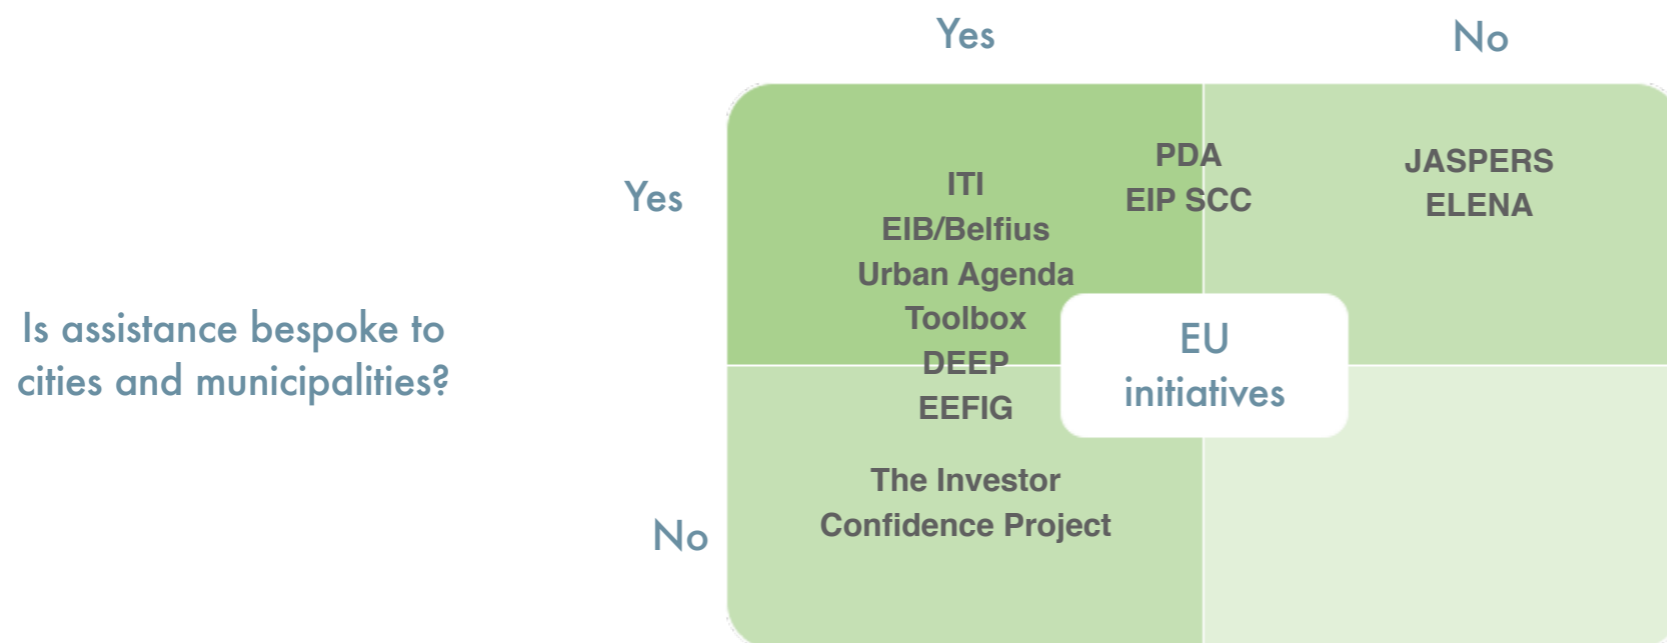 Yes
No
Yes
PDA
EIP SCC
JASPERS
ELENA
ITI
EIB/Belfius
Urban Agenda
Toolbox
DEEP
EEFIG
Is assistance bespoke to
cities and municipalities?
EU
initiatives
The Investor
Confidence Project
No